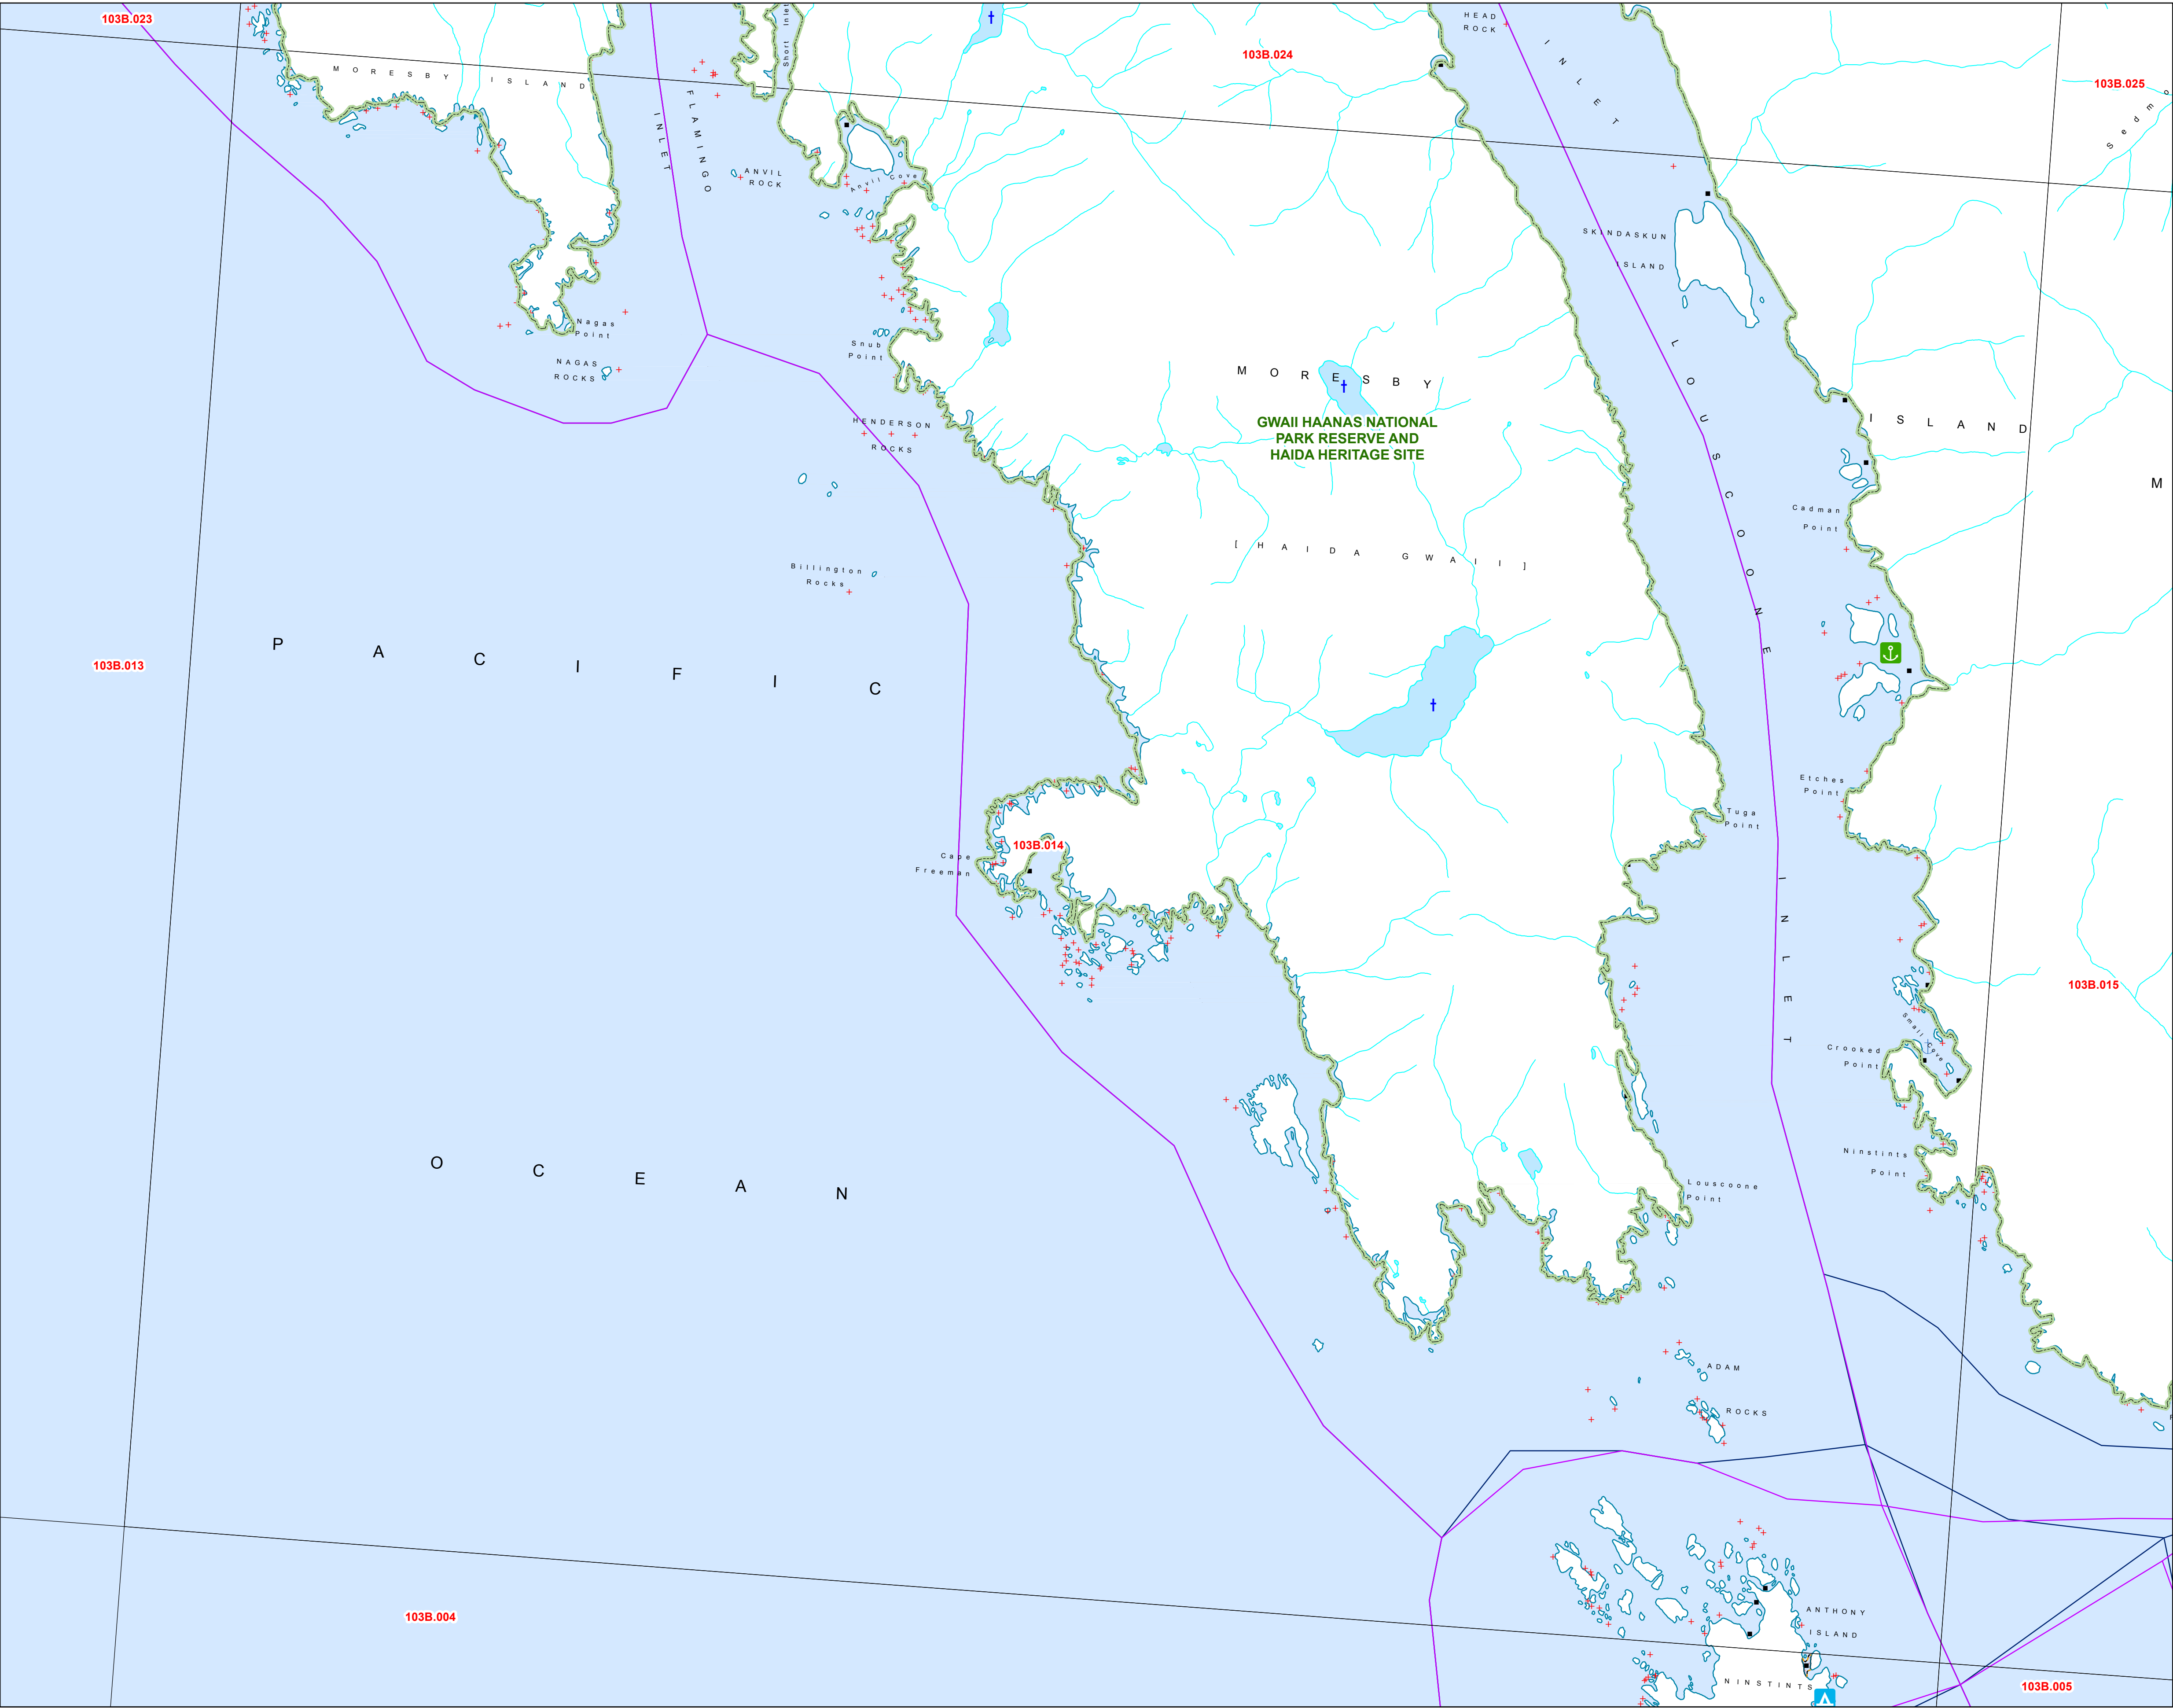 103B.023
HEAD
ROCK
INLET
Short Inlet
103B.024
103B.025
MORESBY ISLAND
FLAMINGO
INLET
ANVIL
ROCK
Anvil Cove
SKINDASKUN
ISLAND
Nagas
Point
NAGAS
ROCKS
Snub
Point
MORESBY
ISLAND
GWAII HAANAS NATIONAL
PARK RESERVE AND
HAIDA HERITAGE SITE
HENDERSON
ROCKS
LOUSCOONE
INLET
M
Cadman
Point
[HAIDA GWAII]
Billington
Rocks
PACIFIC
103B.013
Etches
Point
Tuga
Point
103B.014
Cape
Freeman
103B.015
Small Cove
Crooked
Point
Ninstints
Point
OCEAN
Louscoone
Point
ADAM
ROCKS
103B.004
ANTHONY
ISLAND
NINSTINTS
103B.005